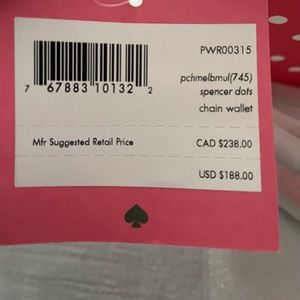 PWR00315
7 67883 10132 2
pchmelbmul(745)
spencer dots
chain wallet
Mfr Suggested Retail Price CAD $238.00
USD $188.00